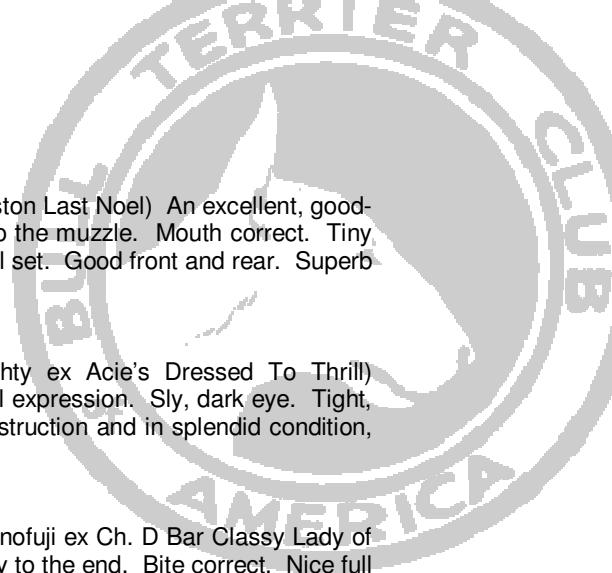 TERRIER
BULL
CLUB
ston Last Noel) An excellent, good-
o the muzzle. Mouth correct. Tiny
l set. Good front and rear. Superb
hty ex Acie's Dressed To Thrill)
l expression. Sly, dark eye. Tight,
struction and in splendid condition,
AMERICA
nofuji ex Ch. D Bar Classy Lady of
y to the end. Bite correct. Nice full